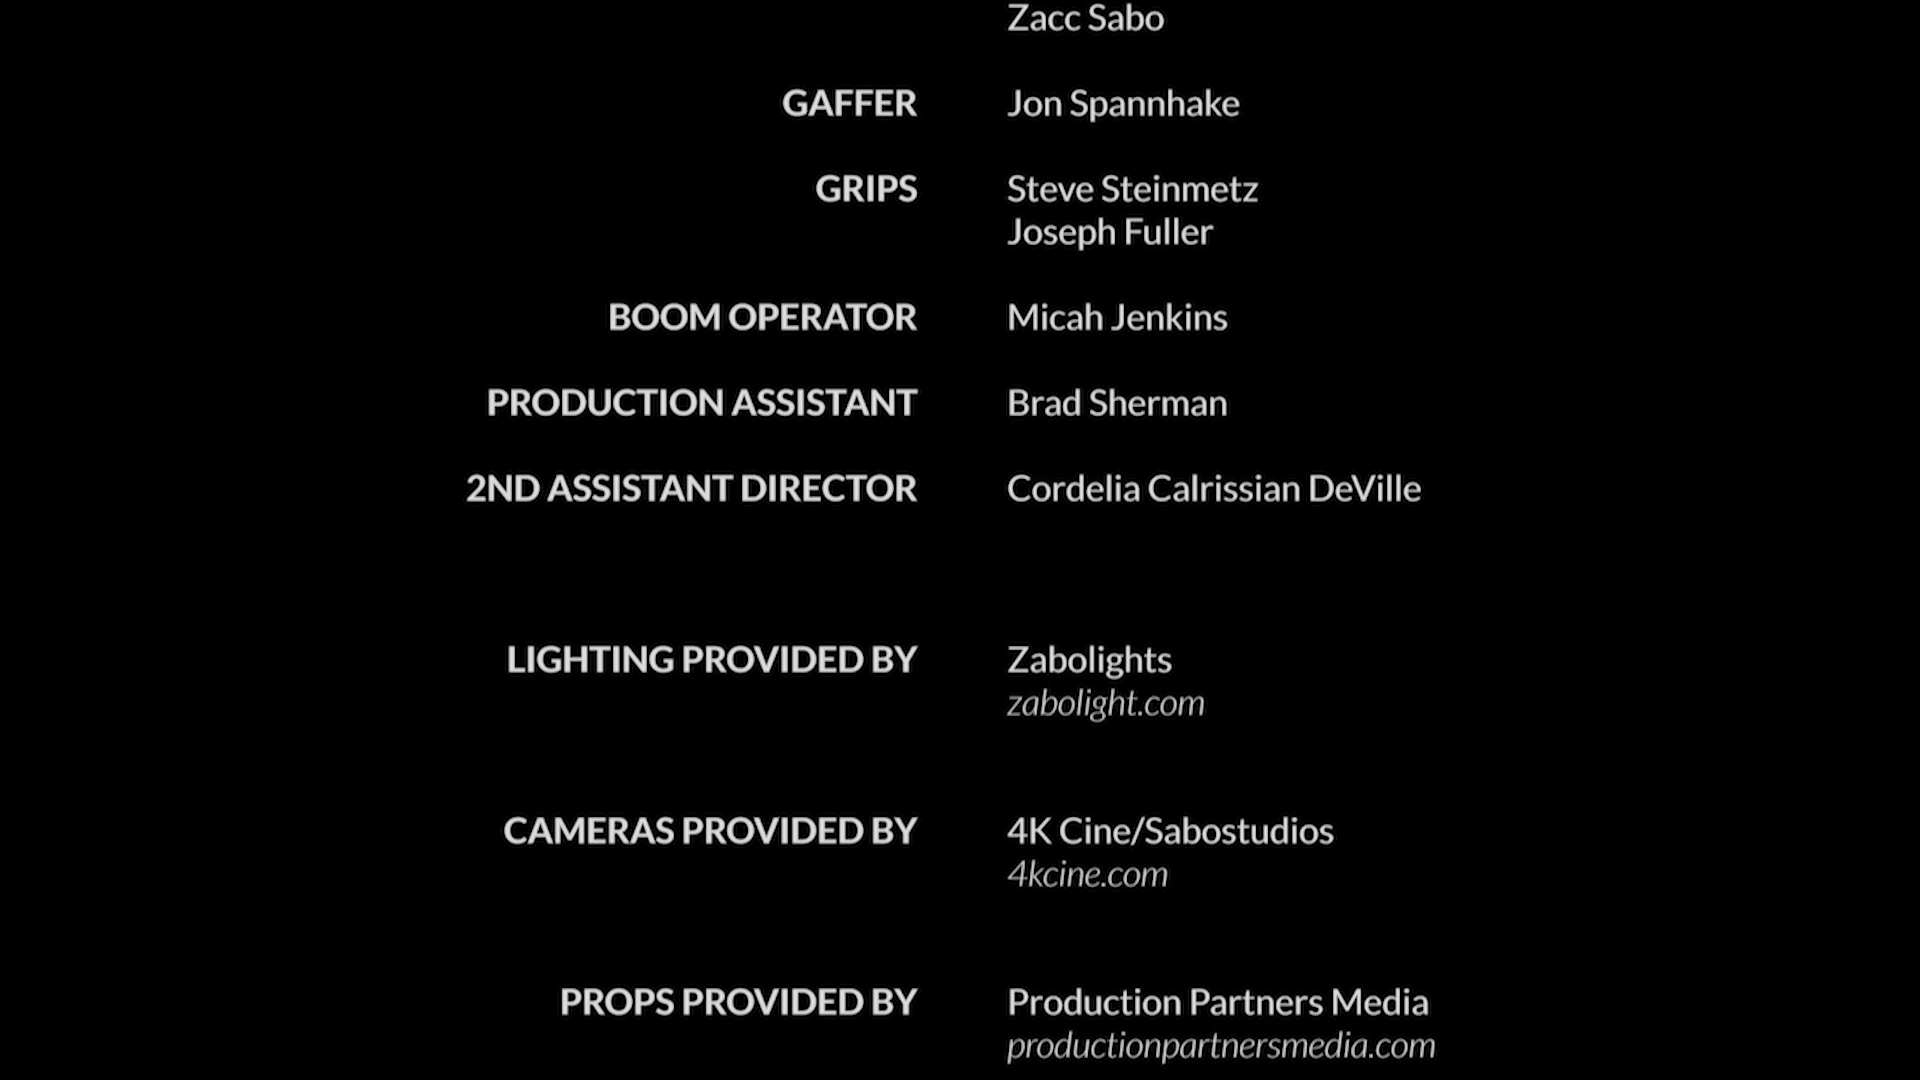 Zacc Sabo
GAFFER Jon Spannhake
GRIPS Steve Steinmetz
Joseph Fuller
BOOM OPERATOR Micah Jenkins
PRODUCTION ASSISTANT Brad Sherman
2ND ASSISTANT DIRECTOR Cordelia Calrissian DeVille
LIGHTING PROVIDED BY Zabolights
zabolight.com
CAMERAS PROVIDED BY 4K Cine/Sabostudios
4kcine.com
PROPS PROVIDED BY Production Partners Media
productionpartnersmedia.com